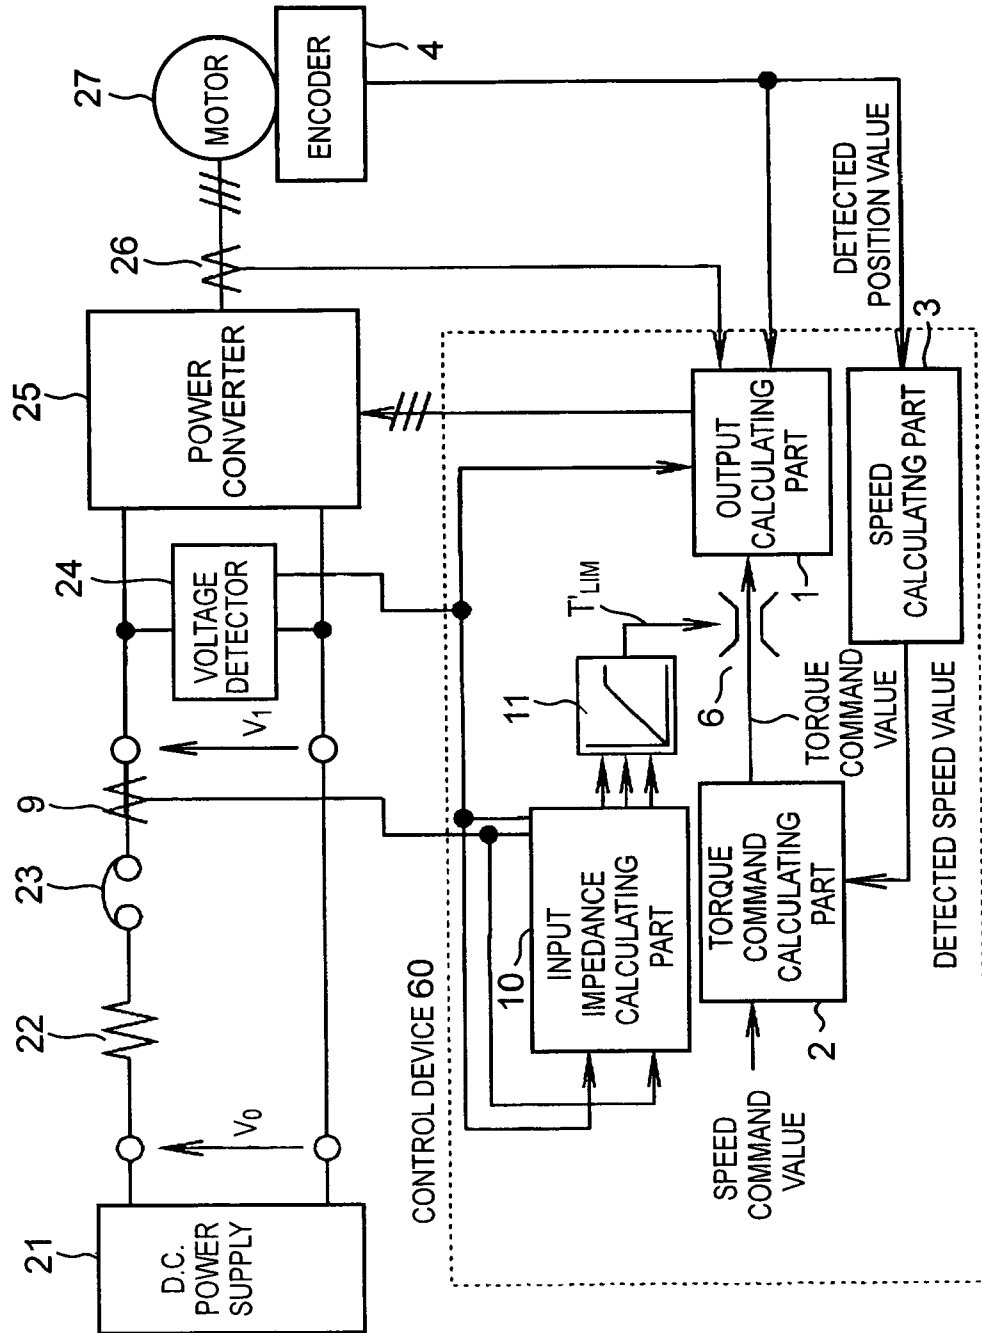 21
D.C.
POWER
SUPPLY
V0
22
23
9
V1
24
VOLTAGE
DETECTOR
25
POWER
CONVERTER
26
27
MOTOR
ENCODER
4
CONTROL DEVICE 60
10
INPUT
IMPEDANCE
CALCULATING
PART
11
T'LIM
6
TORQUE
COMMAND
VALUE
OUTPUT
CALCULATING
PART
1
DETECTED
POSITION VALUE
3
SPEED
CALCULATNG PART
SPEED
COMMAND
VALUE
TORQUE
COMMAND
CALCULATING
PART
2
DETECTED SPEED VALUE